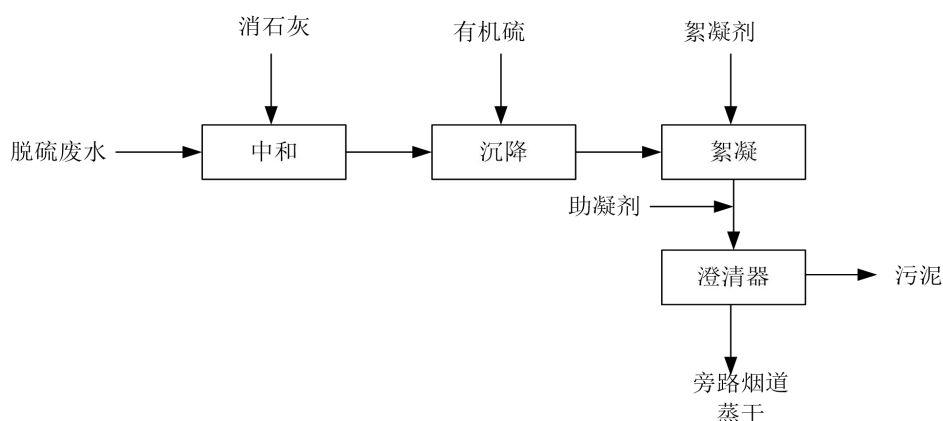 消石灰
有机硫
絮凝剂
脱硫废水
中和
沉降
絮凝
助凝剂
澄清器
污泥
旁路烟道
蒸干